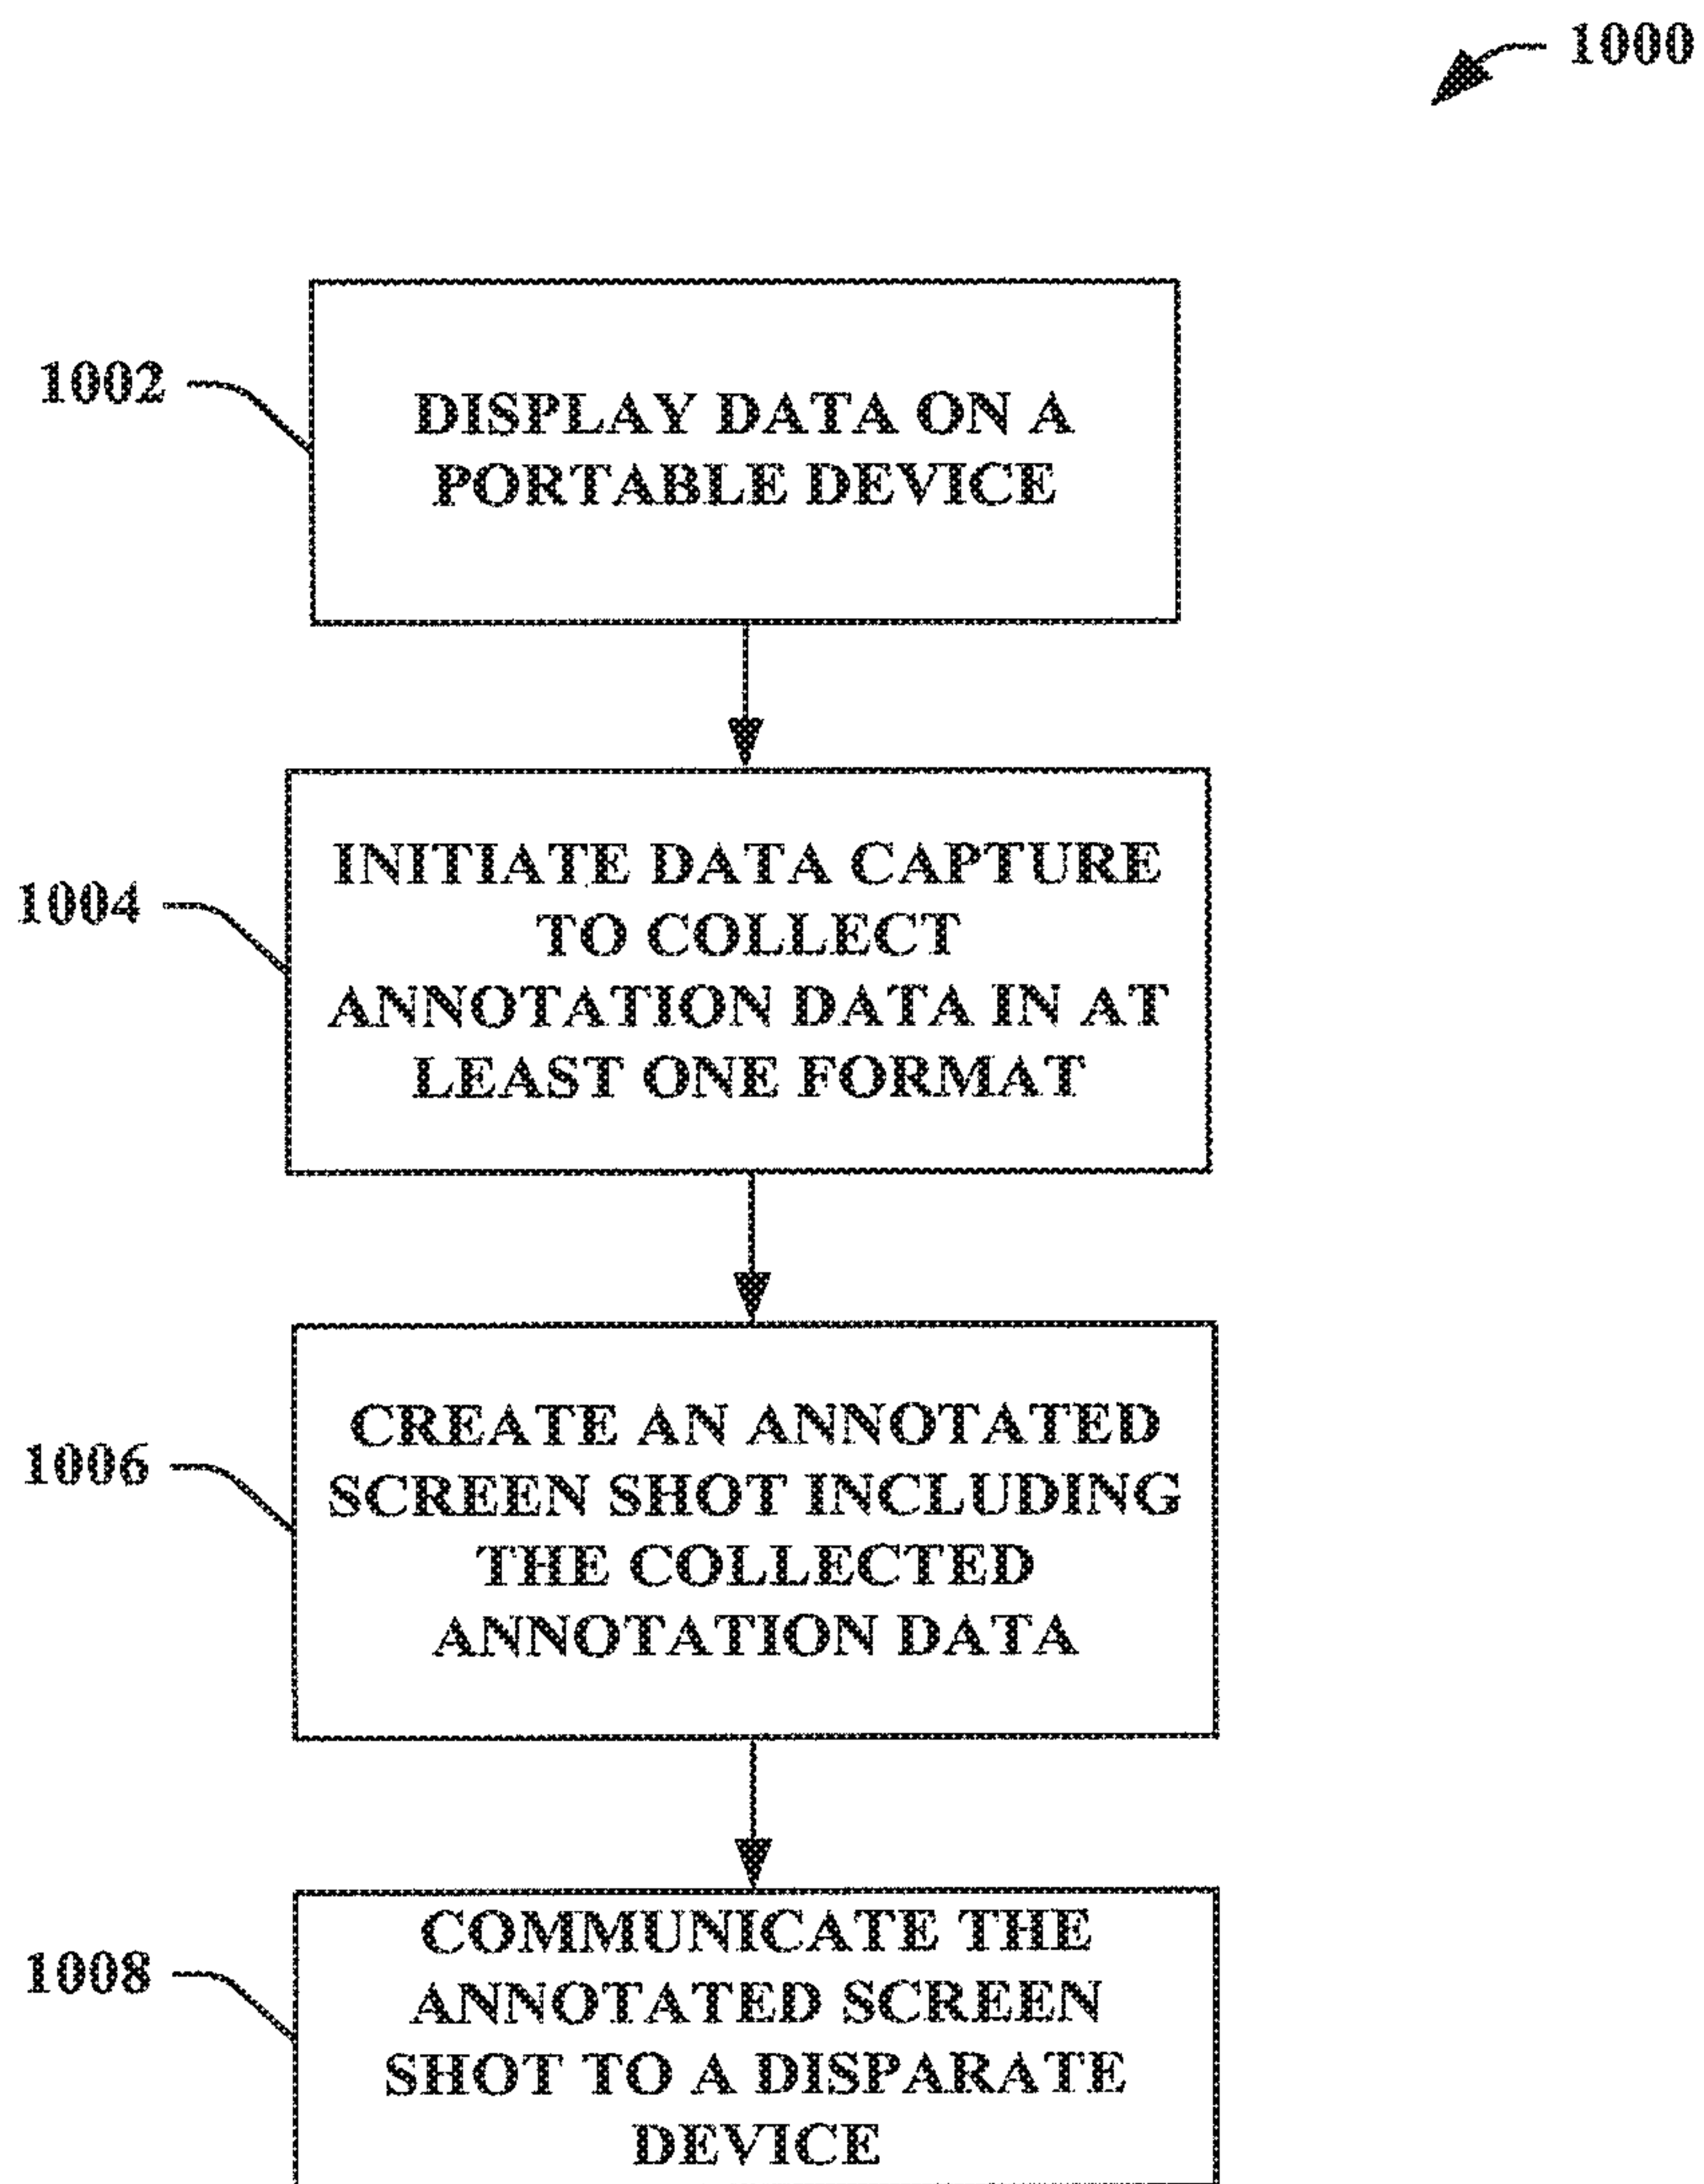 1000
1002
DISPLAY DATA ON A
PORTABLE DEVICE
1004
INITIATE DATA CAPTURE
TO COLLECT
ANNOTATION DATA IN AT
LEAST ONE FORMAT
1006
CREATE AN ANNOTATED
SCREEN SHOT INCLUDING
THE COLLECTED
ANNOTATION DATA
1008
COMMUNICATE THE
ANNOTATED SCREEN
SHOT TO A DISPARATE
DEVICE